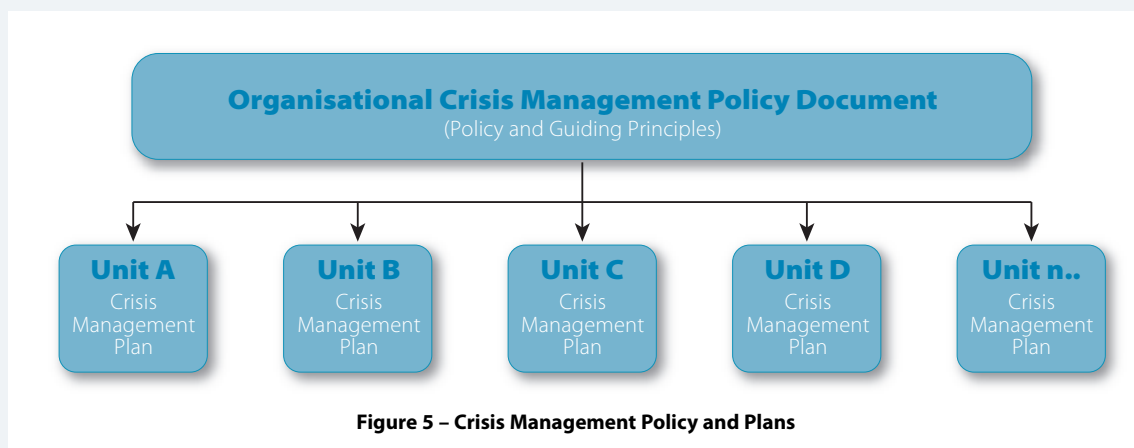 Organisational Crisis Management Policy Document
(Policy and Guiding Principles)
Unit A
Crisis
Management
Plan
Unit B
Crisis
Management
Plan
Unit C
Crisis
Management
Plan
Unit D
Crisis
Management
Plan
Unit n..
Crisis
Management
Plan
Figure 5 – Crisis Management Policy and Plans